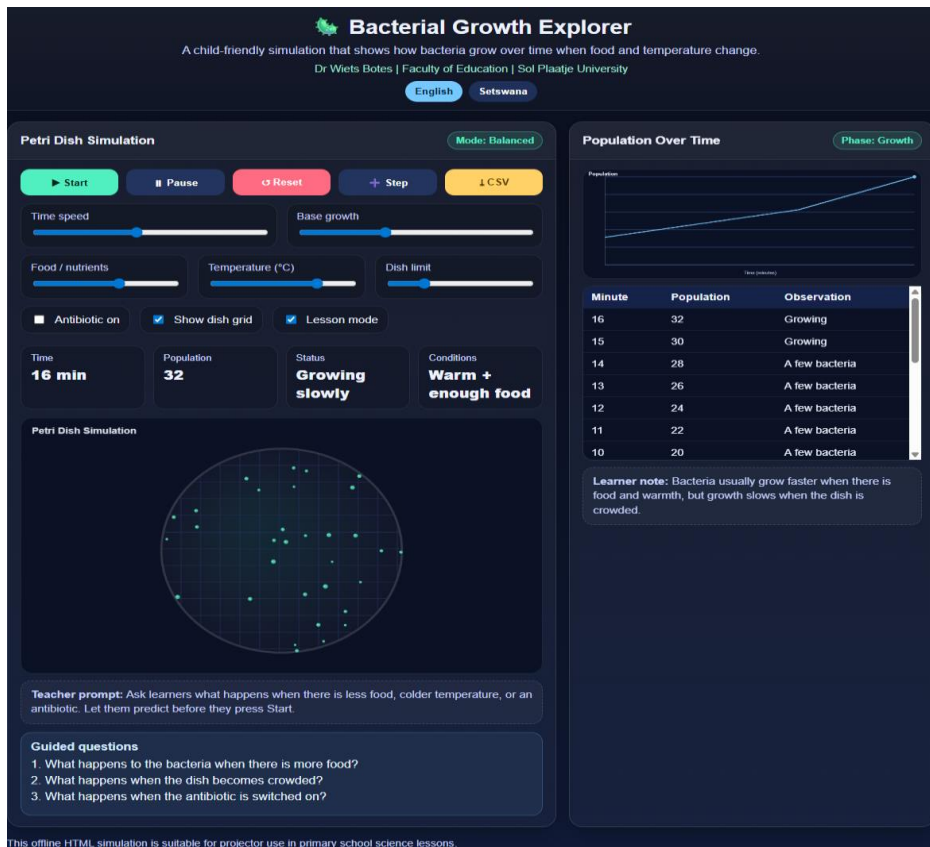 Bacterial Growth Explorer
A child-friendly simulation that shows how bacteria grow over time when food and temperature change.
Dr Wiets Botes | Faculty of Education | Sol Plaatje University
English Setswana
Petri Dish Simulation
Mode: Balanced
Start Pause Reset Step CSV
Time speed
Base growth
Food / nutrients
Temperature (°C)
Dish limit
Antibiotic on
Show dish grid
Lesson mode
Time
16 min
Population
32
Status
Growing
slowly
Conditions
Warm +
enough food
Petri Dish Simulation
Teacher prompt: Ask learners what happens when there is less food, colder temperature, or an
antibiotic. Let them predict before they press Start.
Guided questions
1. What happens to the bacteria when there is more food?
2. What happens when the dish becomes crowded?
3. What happens when the antibiotic is switched on?
Population Over Time
Phase: Growth
Population
Time (minutes)
Minute Population Observation
16 32 Growing
15 30 Growing
14 28 A few bacteria
13 26 A few bacteria
12 24 A few bacteria
11 22 A few bacteria
10 20 A few bacteria
Learner note: Bacteria usually grow faster when there is
food and warmth, but growth slows when the dish is
crowded.
This offline HTML simulation is suitable for projector use in primary school science lessons.